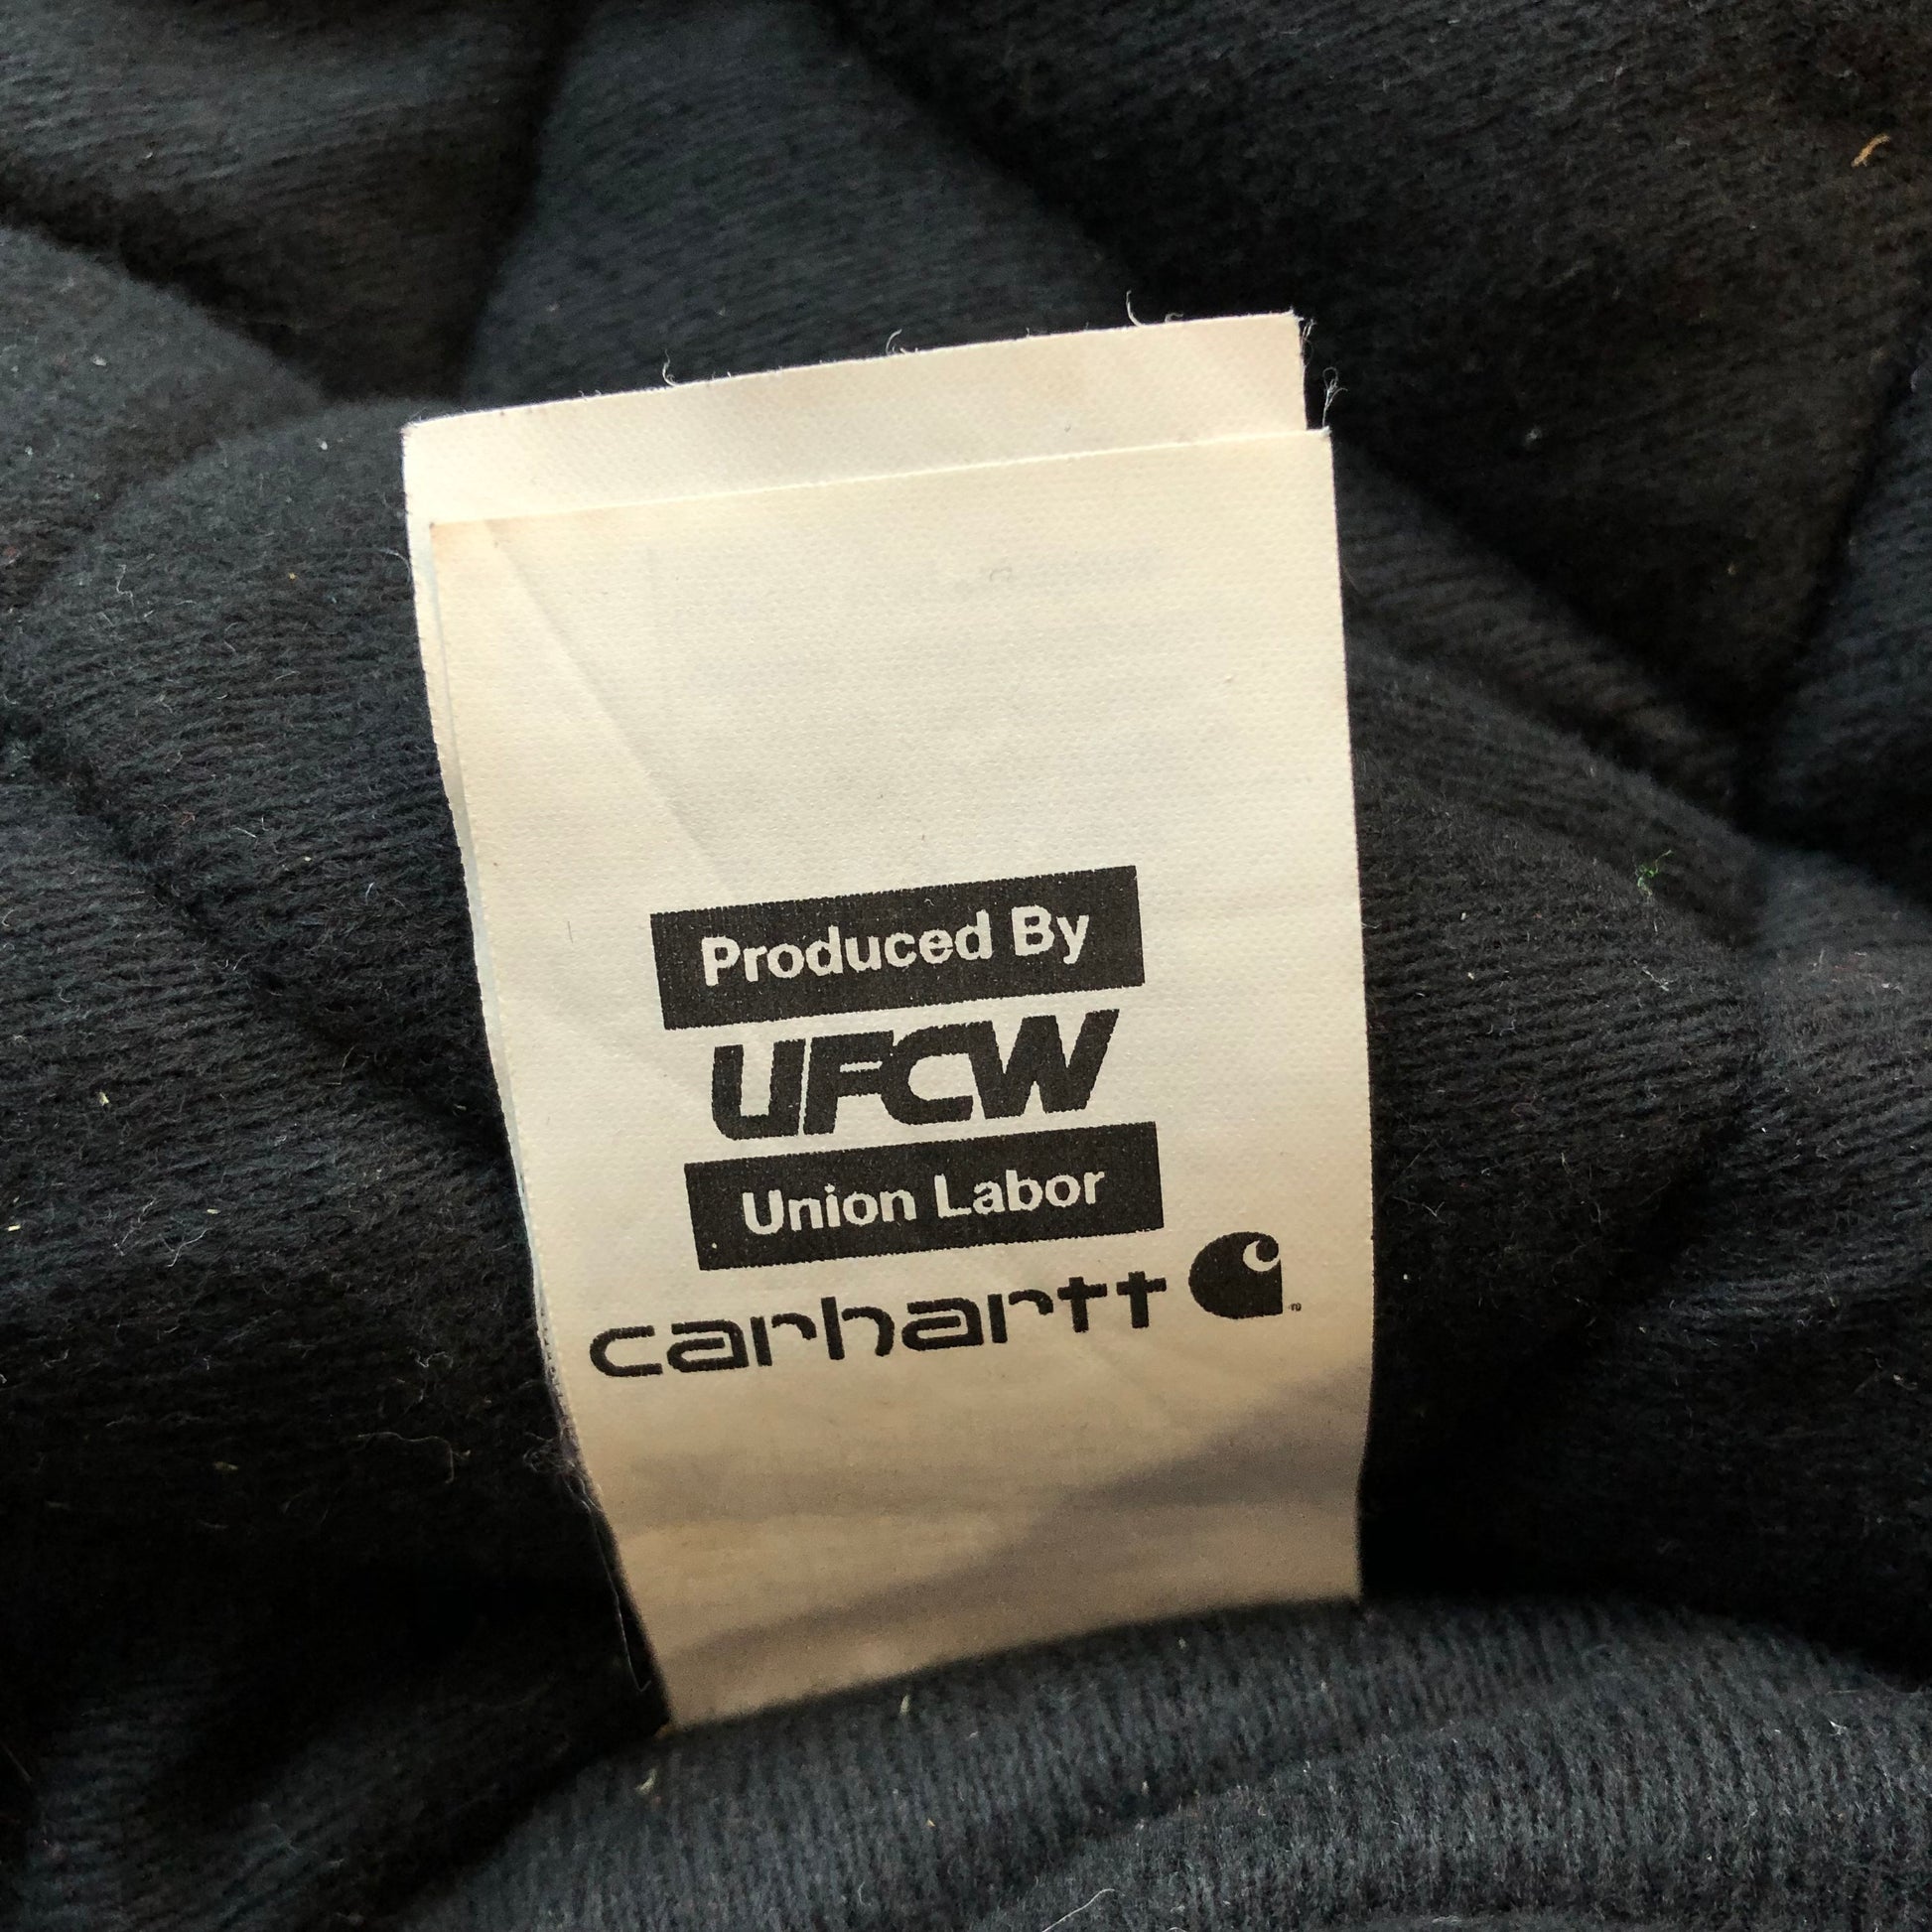 Produced By
UFCW
Union Labor
carhartt